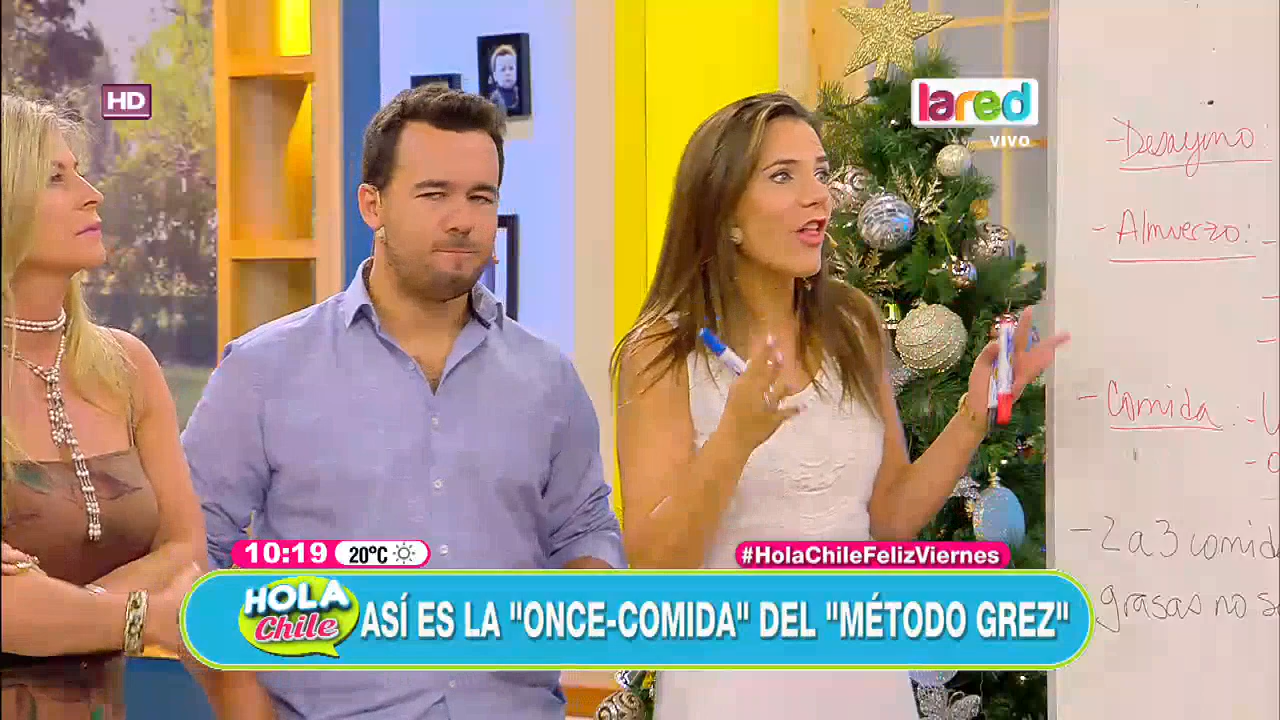 HD
lared
VIVO
-Desayuno:
- Almuerzo: -
- Comida: -
- 2 a 3
grasas no
10:19 20°C
#HolaChileFelizViernes
HOLA
Chile
ASÍ ES LA "ONCE-COMIDA" DEL "MÉTODO GREZ"